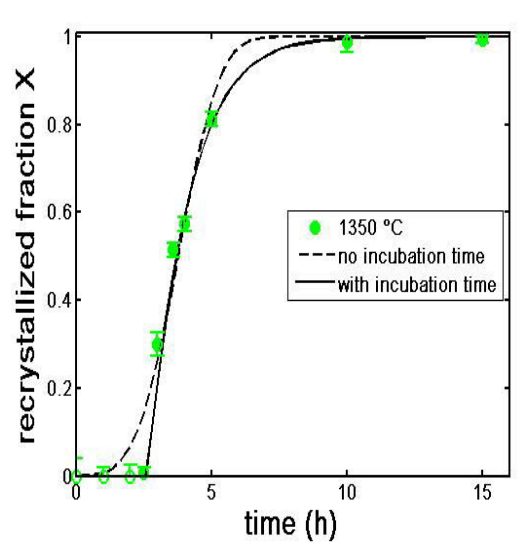 recrystallized fraction X
1
0.8
0.6
0.4
0.2
0
1350 ºC
no incubation time
with incubation time
0 5 10 15
time (h)